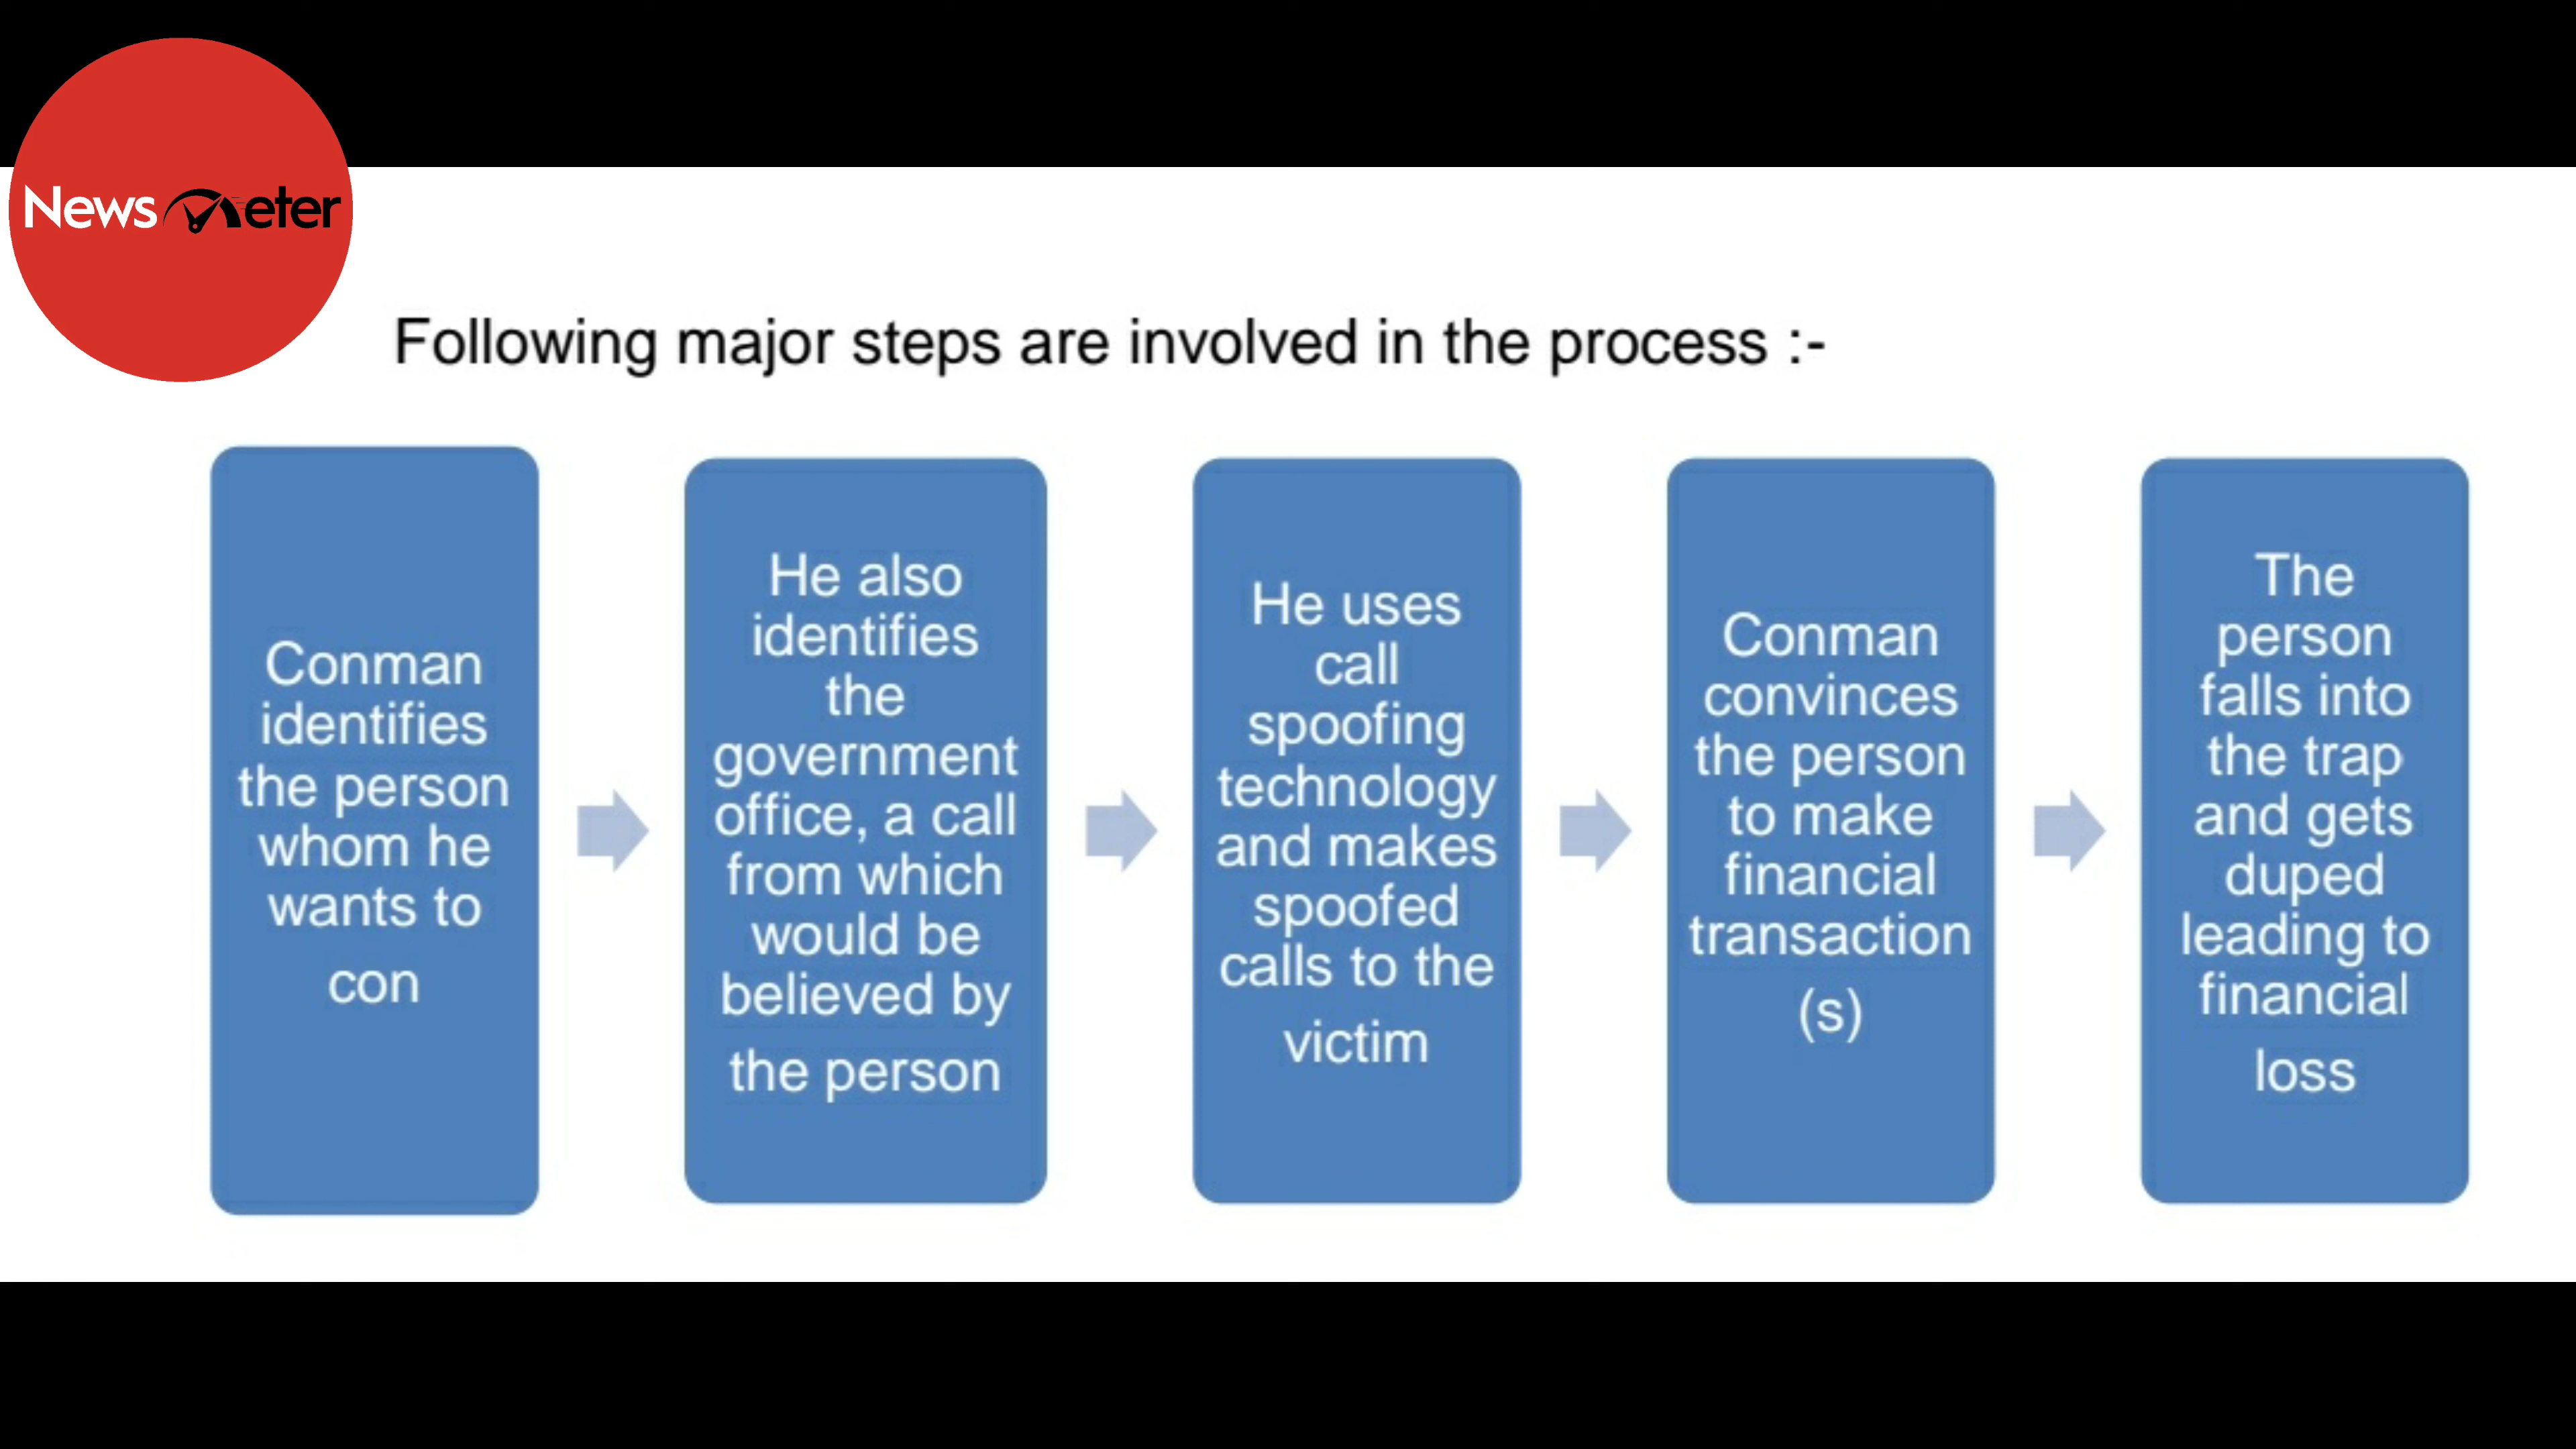 NewsMeter
Following major steps are involved in the process :-
Conman
identifies
the person
whom he
wants to
con
He also
identifies
the
government
office, a call
from which
would be
believed by
the person
He uses
call
spoofing
technology
and makes
spoofed
calls to the
victim
Conman
convinces
the person
to make
financial
transaction
(s)
The
person
falls into
the trap
and gets
duped
leading to
financial
loss